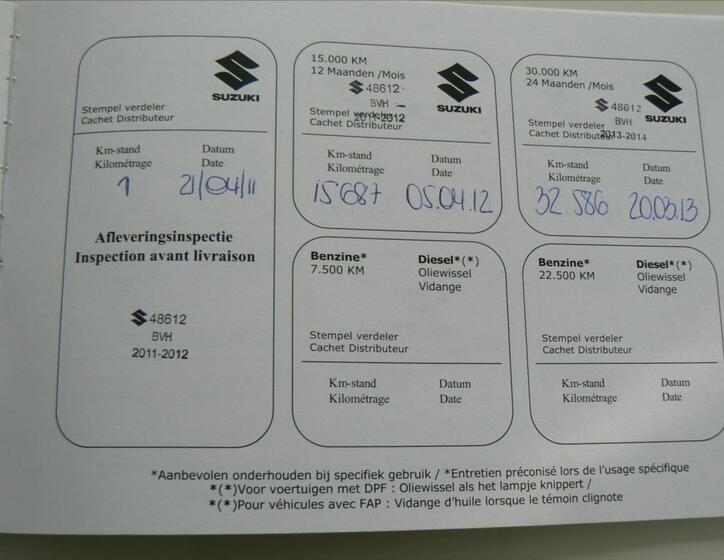 SUZUKI
Stempel verdeler
Cachet Distributeur
Km-stand Datum
Kilométrage Date
1 21/04/11
Afleveringsinspectie
Inspection avant livraison
48612
BVH
2011-2012
15.000 KM
12 Maanden /Mois
SUZUKI
48612
BVH
Stempel verdeler
2011-2012
Cachet Distributeur
Km-stand Datum
Kilométrage Date
15687 05.04.12
30.000 KM
24 Maanden /Mois
SUZUKI
48612
Stempel verdeler BVH
Cachet Distributeur 2013-2014
Km-stand Datum
Kilométrage Date
32 586 20.03.13
Benzine* Diesel*(*)
7.500 KM Oliewissel
Vidange
Stempel verdeler
Cachet Distributeur
Km-stand Datum
Kilométrage Date
Benzine* Diesel*(*)
22.500 KM Oliewissel
Vidange
Stempel verdeler
Cachet Distributeur
Km-stand Datum
Kilométrage Date
*Aanbevolen onderhouden bij specifiek gebruik / *Entretien préconisé lors de l'usage spécifique
*(*)Voor voertuigen met DPF : Oliewissel als het lampje knippert /
*(*)Pour véhicules avec FAP : Vidange d'huile lorsque le témoin clignote